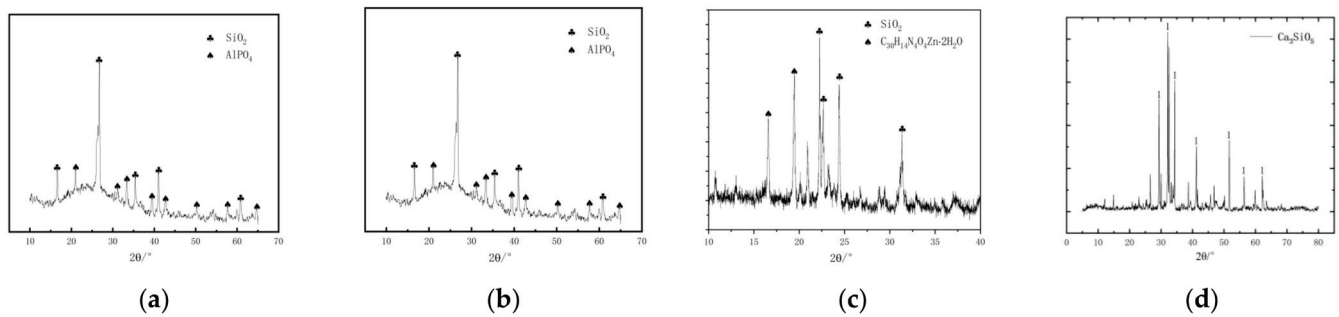 ♣ SiO₂
♠ AlPO₄
10 20 30 40 50 60 70
2θ/°
(a)
♣ SiO₂
♠ AlPO₄
10 20 30 40 50 60 70
2θ/°
(b)
♣ SiO₂
♠ C₃₀H₁₄N₄O₄Zn·2H₂O
10 15 20 25 30 35 40
2θ/°
(c)
Ca₃SiO₅
1
1
1
1
1
1 1
0 10 20 30 40 50 60 70 80
2θ/°
(d)